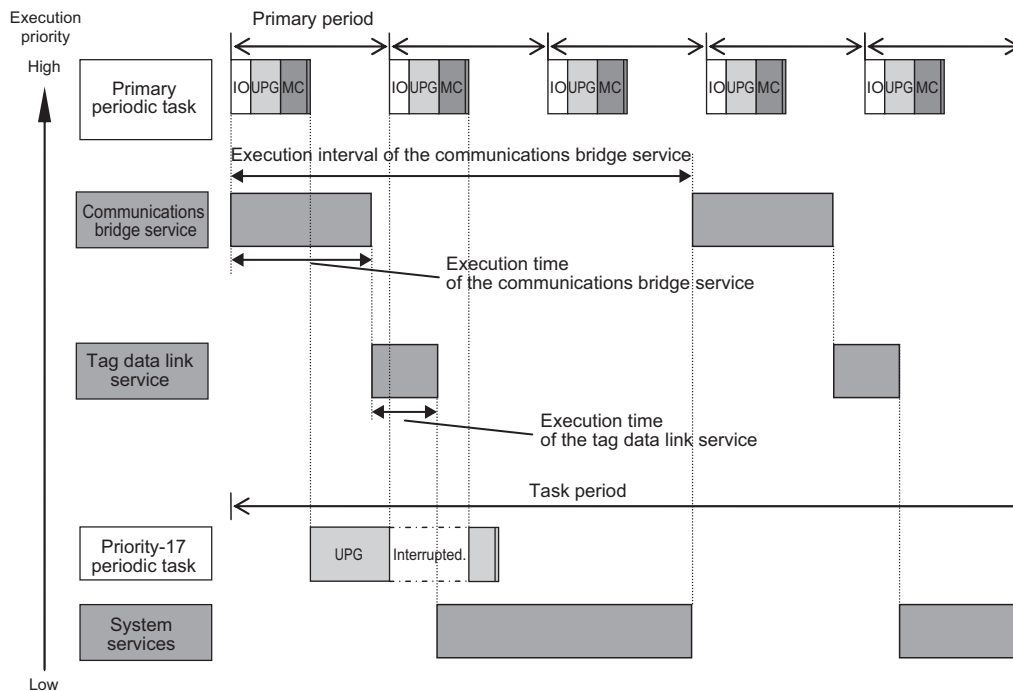 Execution
priority
High
Primary period
Primary
periodic task
IO UPG MC
IO UPG MC
IO UPG MC
IO UPG MC
IO UPG MC
Execution interval of the communications bridge service
Communications
bridge service
Execution time
of the communications bridge service
Tag data link
service
Execution time
of the tag data link service
Task period
Priority-17
periodic task
UPG
Interrupted.
System
services
Low